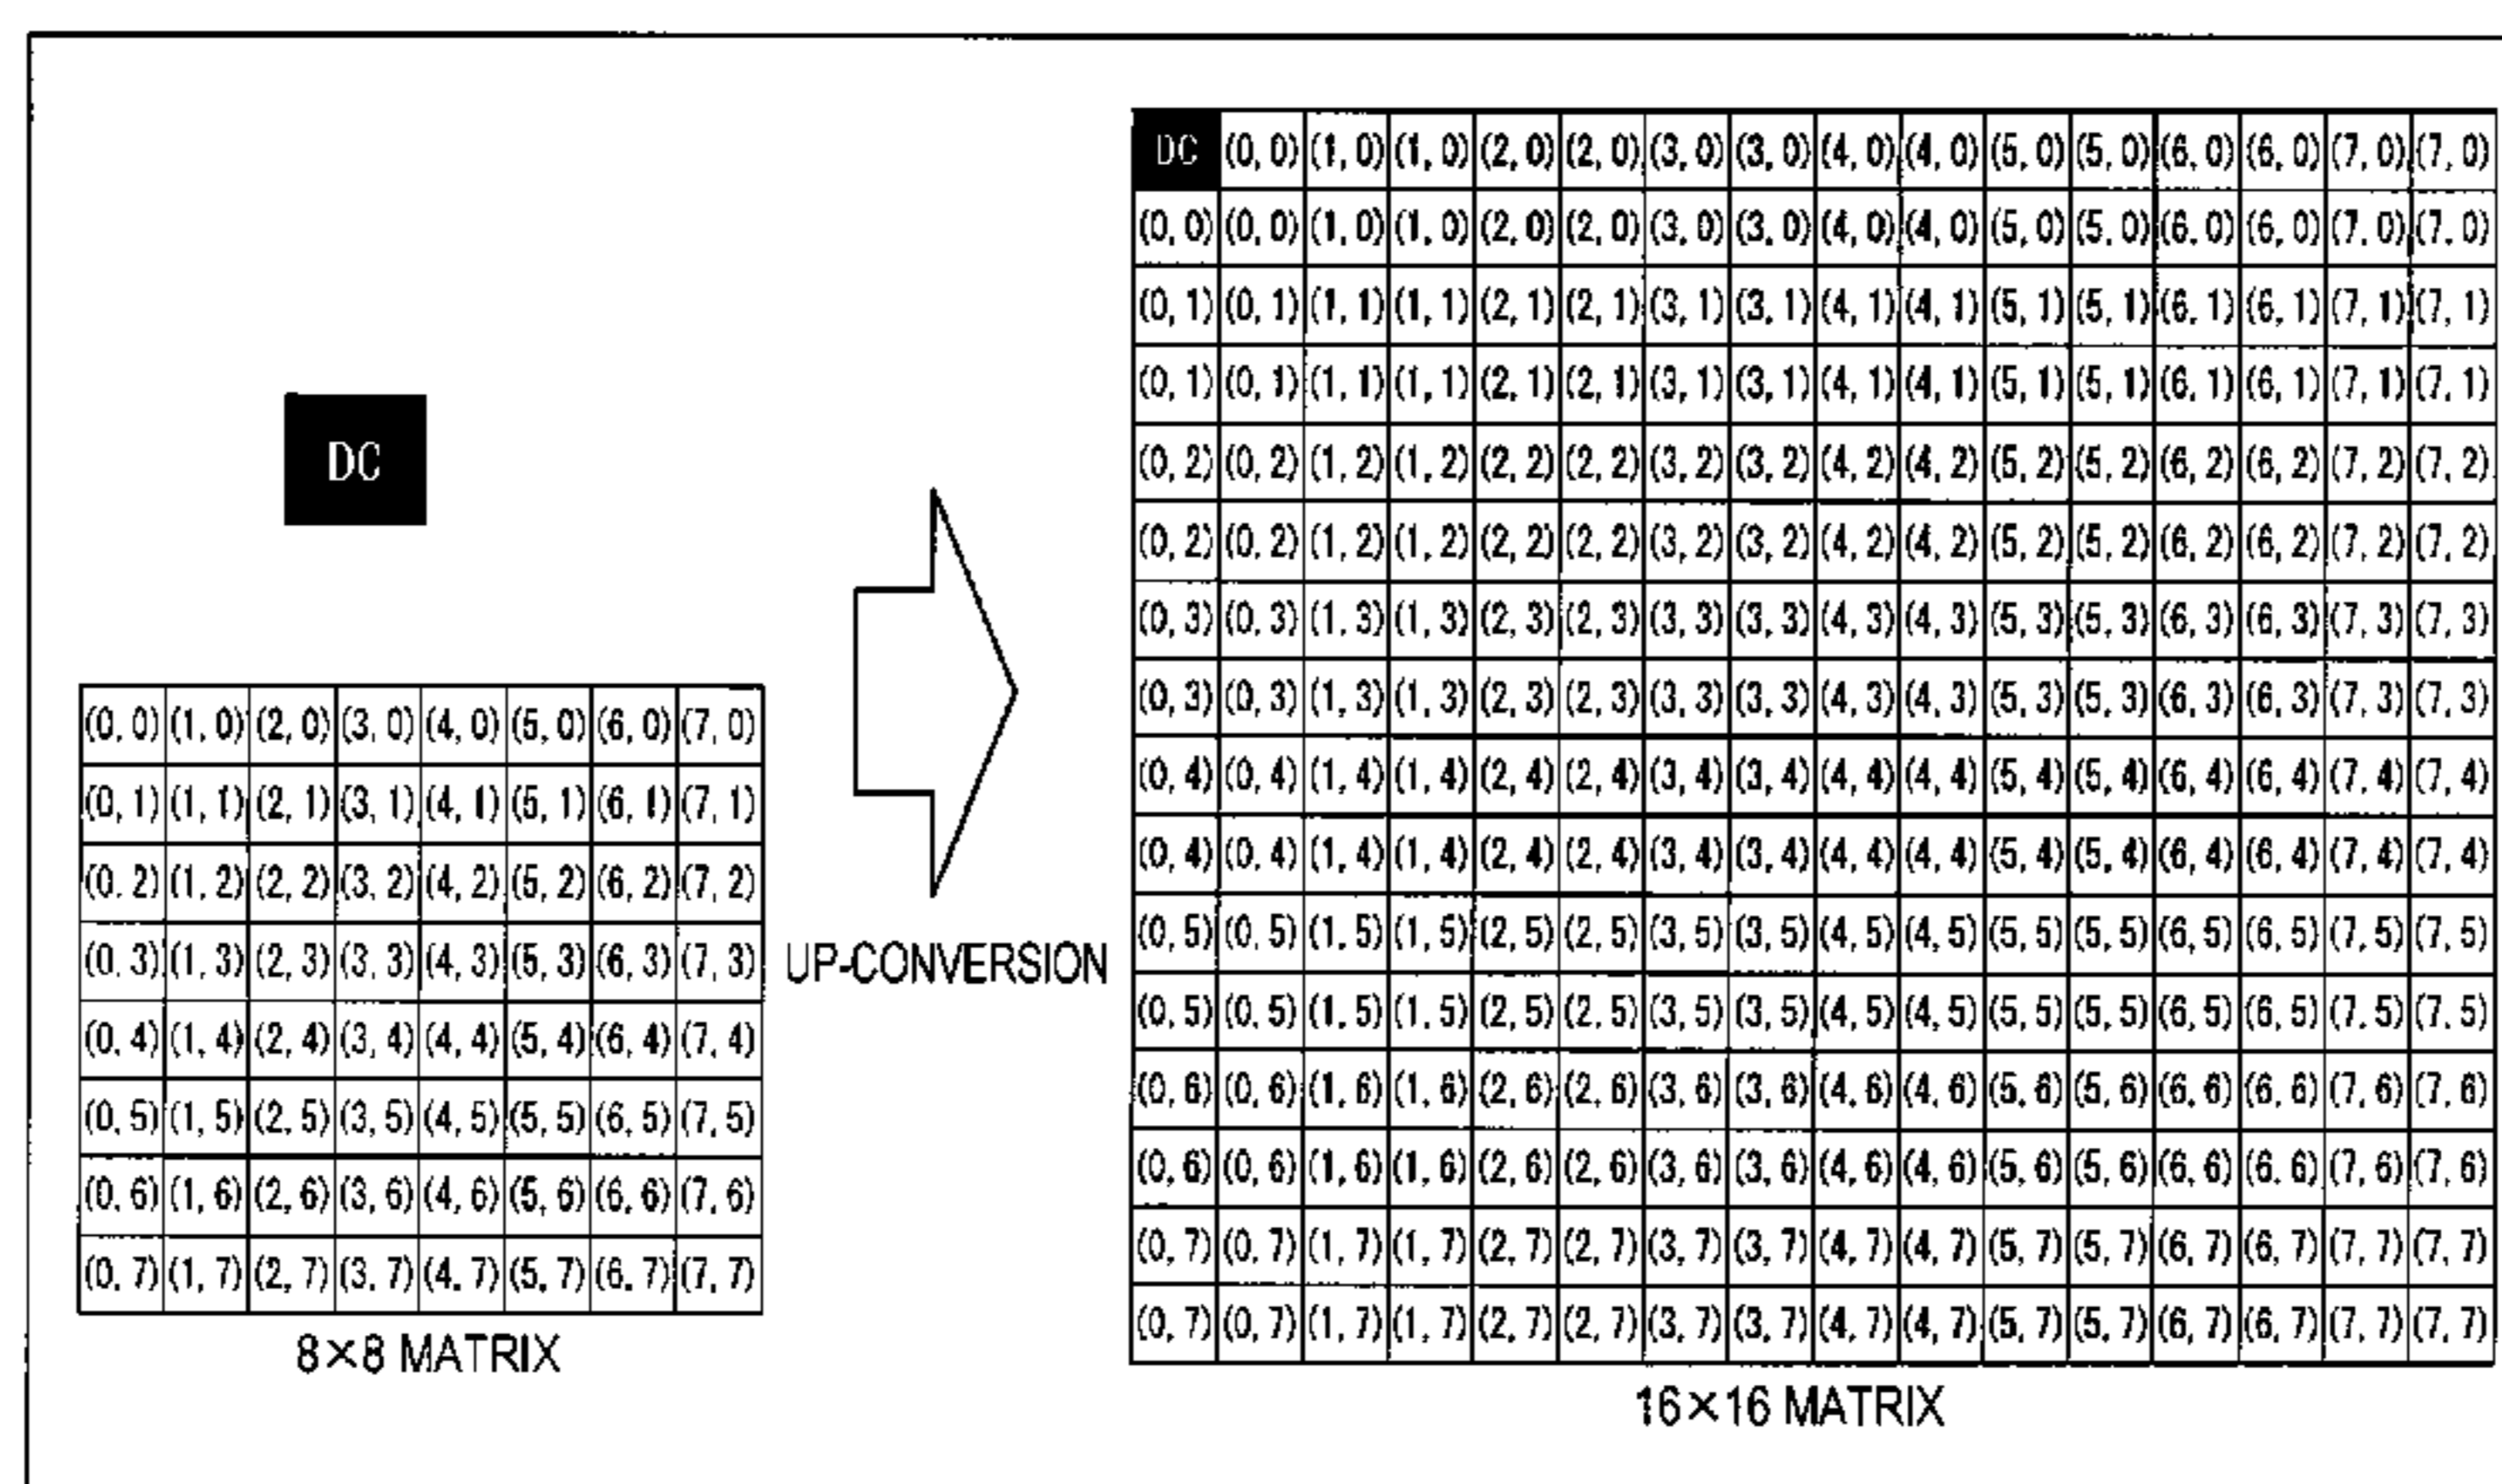 DC
(0, 0) (1, 0) (2, 0) (3, 0) (4, 0) (5, 0) (6, 0) (7, 0)
(0, 1) (1, 1) (2, 1) (3, 1) (4, 1) (5, 1) (6, 1) (7, 1)
(0, 2) (1, 2) (2, 2) (3, 2) (4, 2) (5, 2) (6, 2) (7, 2)
(0, 3) (1, 3) (2, 3) (3, 3) (4, 3) (5, 3) (6, 3) (7, 3)
(0, 4) (1, 4) (2, 4) (3, 4) (4, 4) (5, 4) (6, 4) (7, 4)
(0, 5) (1, 5) (2, 5) (3, 5) (4, 5) (5, 5) (6, 5) (7, 5)
(0, 6) (1, 6) (2, 6) (3, 6) (4, 6) (5, 6) (6, 6) (7, 6)
(0, 7) (1, 7) (2, 7) (3, 7) (4, 7) (5, 7) (6, 7) (7, 7)
8×8 MATRIX
UP-CONVERSION
DC (0, 0) (1, 0) (1, 0) (2, 0) (2, 0) (3, 0) (3, 0) (4, 0) (4, 0) (5, 0) (5, 0) (6, 0) (6, 0) (7, 0) (7, 0)
(0, 0) (0, 0) (1, 0) (1, 0) (2, 0) (2, 0) (3, 0) (3, 0) (4, 0) (4, 0) (5, 0) (5, 0) (6, 0) (6, 0) (7, 0) (7, 0)
(0, 1) (0, 1) (1, 1) (1, 1) (2, 1) (2, 1) (3, 1) (3, 1) (4, 1) (4, 1) (5, 1) (5, 1) (6, 1) (6, 1) (7, 1) (7, 1)
(0, 1) (0, 1) (1, 1) (1, 1) (2, 1) (2, 1) (3, 1) (3, 1) (4, 1) (4, 1) (5, 1) (5, 1) (6, 1) (6, 1) (7, 1) (7, 1)
(0, 2) (0, 2) (1, 2) (1, 2) (2, 2) (2, 2) (3, 2) (3, 2) (4, 2) (4, 2) (5, 2) (5, 2) (6, 2) (6, 2) (7, 2) (7, 2)
(0, 2) (0, 2) (1, 2) (1, 2) (2, 2) (2, 2) (3, 2) (3, 2) (4, 2) (4, 2) (5, 2) (5, 2) (6, 2) (6, 2) (7, 2) (7, 2)
(0, 3) (0, 3) (1, 3) (1, 3) (2, 3) (2, 3) (3, 3) (3, 3) (4, 3) (4, 3) (5, 3) (5, 3) (6, 3) (6, 3) (7, 3) (7, 3)
(0, 3) (0, 3) (1, 3) (1, 3) (2, 3) (2, 3) (3, 3) (3, 3) (4, 3) (4, 3) (5, 3) (5, 3) (6, 3) (6, 3) (7, 3) (7, 3)
(0, 4) (0, 4) (1, 4) (1, 4) (2, 4) (2, 4) (3, 4) (3, 4) (4, 4) (4, 4) (5, 4) (5, 4) (6, 4) (6, 4) (7, 4) (7, 4)
(0, 4) (0, 4) (1, 4) (1, 4) (2, 4) (2, 4) (3, 4) (3, 4) (4, 4) (4, 4) (5, 4) (5, 4) (6, 4) (6, 4) (7, 4) (7, 4)
(0, 5) (0, 5) (1, 5) (1, 5) (2, 5) (2, 5) (3, 5) (3, 5) (4, 5) (4, 5) (5, 5) (5, 5) (6, 5) (6, 5) (7, 5) (7, 5)
(0, 5) (0, 5) (1, 5) (1, 5) (2, 5) (2, 5) (3, 5) (3, 5) (4, 5) (4, 5) (5, 5) (5, 5) (6, 5) (6, 5) (7, 5) (7, 5)
(0, 6) (0, 6) (1, 6) (1, 6) (2, 6) (2, 6) (3, 6) (3, 6) (4, 6) (4, 6) (5, 6) (5, 6) (6, 6) (6, 6) (7, 6) (7, 6)
(0, 6) (0, 6) (1, 6) (1, 6) (2, 6) (2, 6) (3, 6) (3, 6) (4, 6) (4, 6) (5, 6) (5, 6) (6, 6) (6, 6) (7, 6) (7, 6)
(0, 7) (0, 7) (1, 7) (1, 7) (2, 7) (2, 7) (3, 7) (3, 7) (4, 7) (4, 7) (5, 7) (5, 7) (6, 7) (6, 7) (7, 7) (7, 7)
(0, 7) (0, 7) (1, 7) (1, 7) (2, 7) (2, 7) (3, 7) (3, 7) (4, 7) (4, 7) (5, 7) (5, 7) (6, 7) (6, 7) (7, 7) (7, 7)
16×16 MATRIX